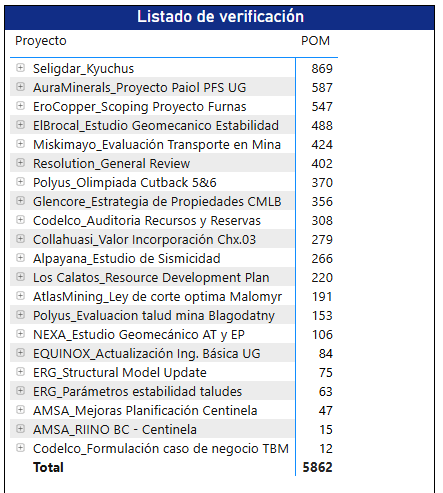 Listado de verificación
Proyecto POM
Seligdar_Kyuchus 869
AuraMinerals_Proyecto Paiol PFS UG 587
EroCopper_Scoping Proyecto Furnas 547
ElBrocal_Estudio Geomecanico Estabilidad 488
Miskimayo_Evaluación Transporte en Mina 424
Resolution_General Review 402
Polyus_Olimpiada Cutback 5&6 370
Glencore_Estrategia de Propiedades CMLB 356
Codelco_Auditoria Recursos y Reservas 308
Collahuasi_Valor Incorporación Chx.03 279
Alpayana_Estudio de Sismicidad 266
Los Calatos_Resource Development Plan 220
AtlasMining_Ley de corte optima Malomyr 191
Polyus_Evaluacion talud mina Blagodatny 153
NEXA_Estudio Geomecánico AT y EP 106
EQUINOX_Actualización Ing. Básica UG 84
ERG_Structural Model Update 75
ERG_Parámetros estabilidad taludes 63
AMSA_Mejoras Planificación Centinela 47
AMSA_RIINO BC - Centinela 15
Codelco_Formulación caso de negocio TBM 12
Total 5862